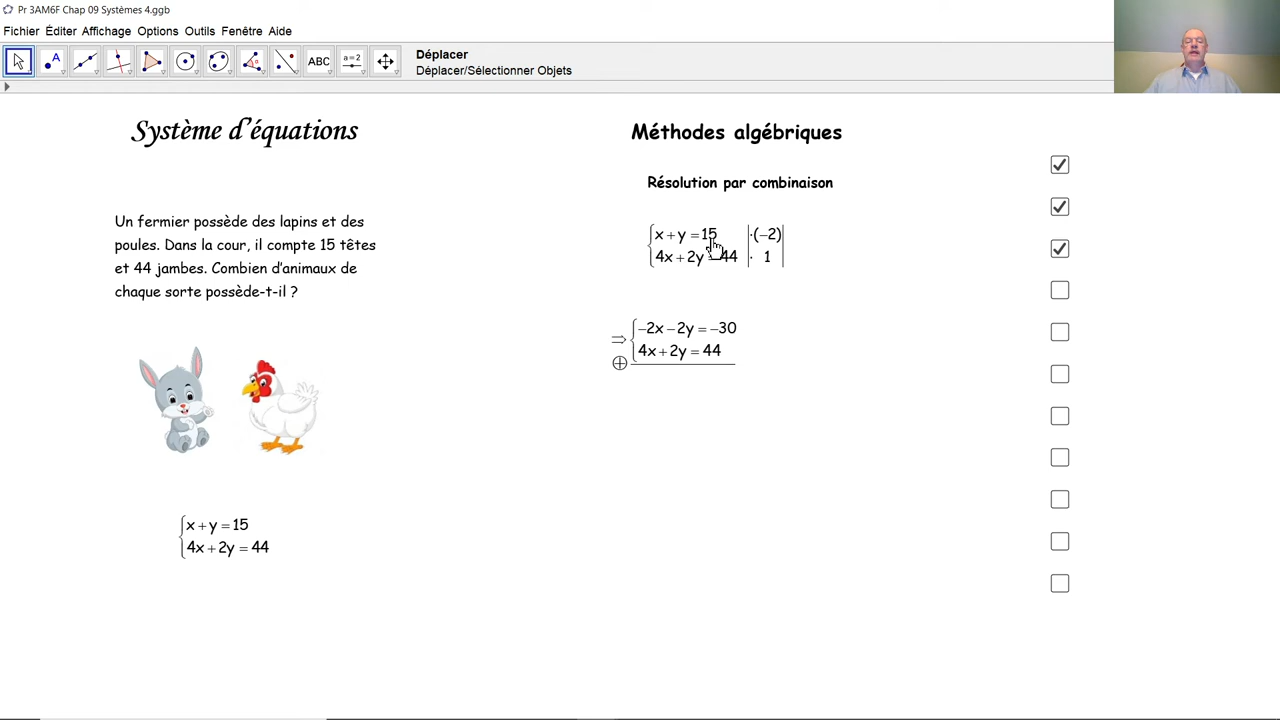 Pr 3AM6F Chap 09 Systèmes 4.ggb
Fichier Éditer Affichage Options Outils Fenêtre Aide
A
ABC
a=2
Déplacer
Déplacer/Sélectionner Objets
Système d'équations
Un fermier possède des lapins et des
poules. Dans la cour, il compte 15 têtes
et 44 jambes. Combien d'animaux de
chaque sorte possède-t-il ?
x+y=15
4x+2y=44
Méthodes algébriques
Résolution par combinaison
x+y=15 |·(−2)|
4x+2y 44 |· 1|
⇒ −2x−2y=−30
⊕ 4x+2y=44